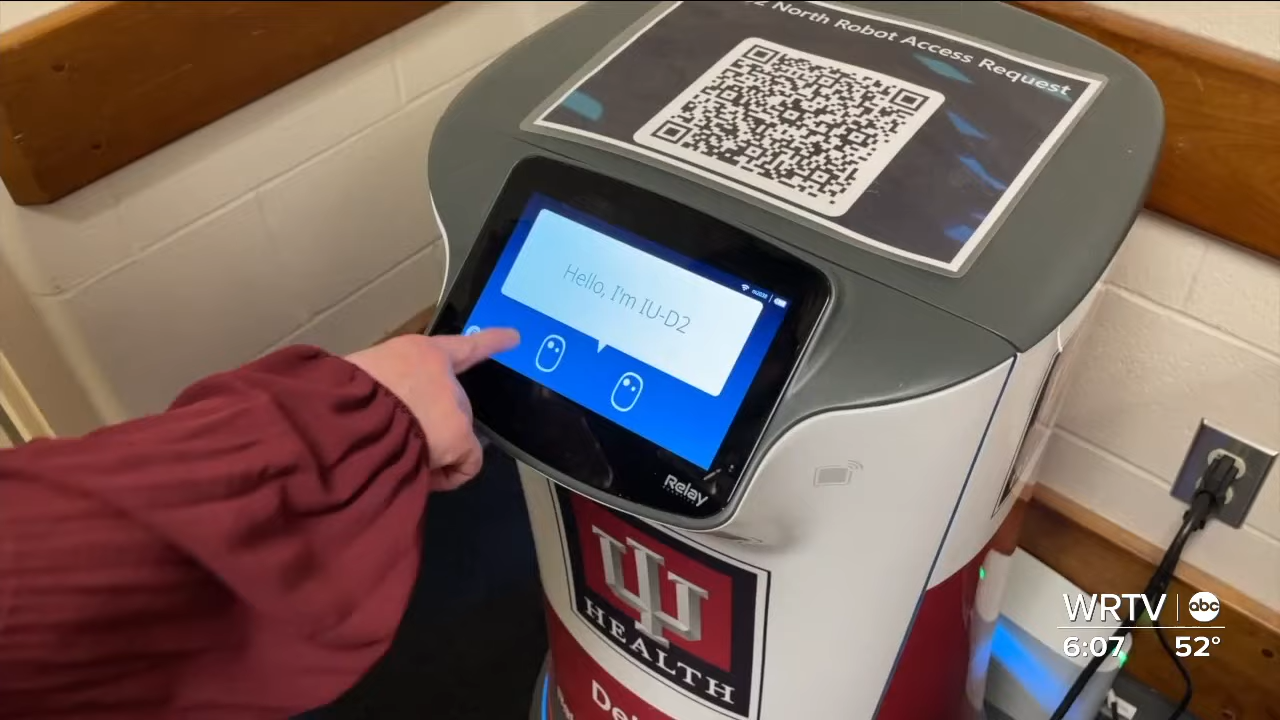 North Robot Access Request
Hello, I'm IU-D2
Relay
IU
HEALTH
WRTV abc
6:07 52°